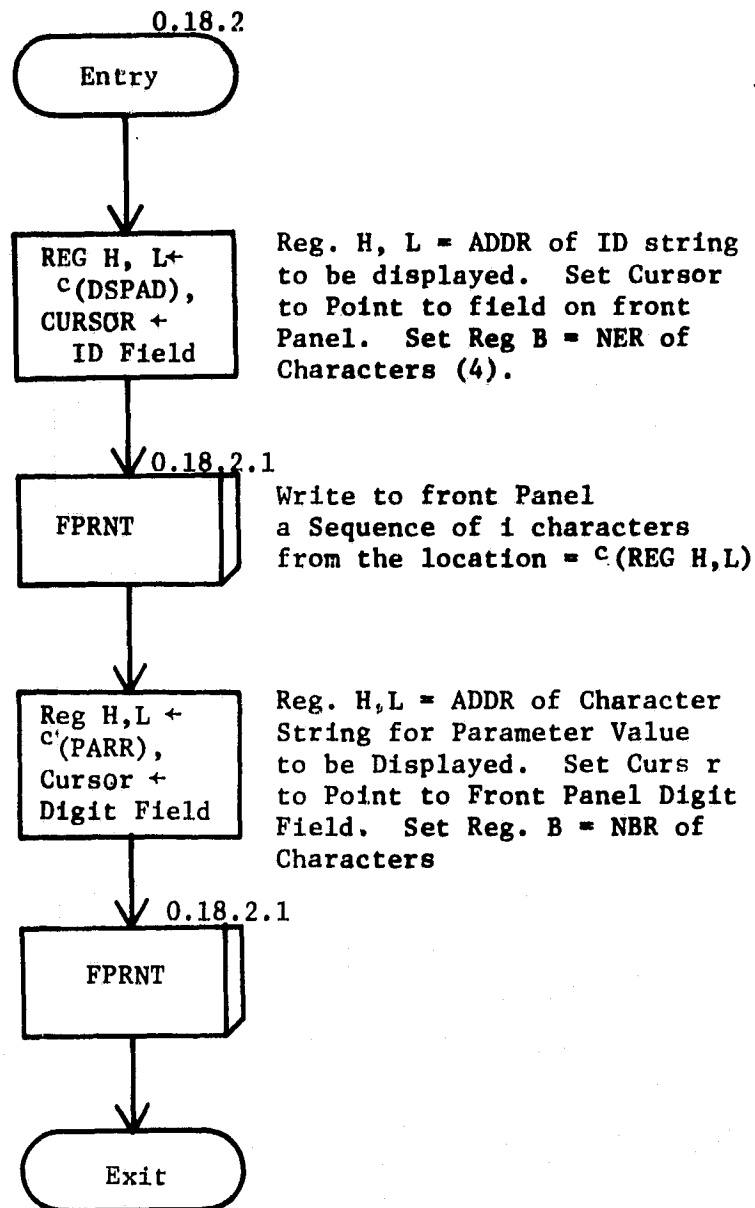 0.18.2
Entry
REG H, L←
c(DSPAD),
CURSOR ←
ID Field
Reg. H, L = ADDR of ID string
to be displayed. Set Cursor
to Point to field on front
Panel. Set Reg B = NER of
Characters (4).
0.18.2.1
FPRNT
Write to front Panel
a Sequence of i characters
from the location = c(REG H,L)
Reg H,L ←
c(PARR),
Cursor ←
Digit Field
Reg. H,L = ADDR of Character
String for Parameter Value
to be Displayed. Set Curs r
to Point to Front Panel Digit
Field. Set Reg. B = NBR of
Characters
0.18.2.1
FPRNT
Exit